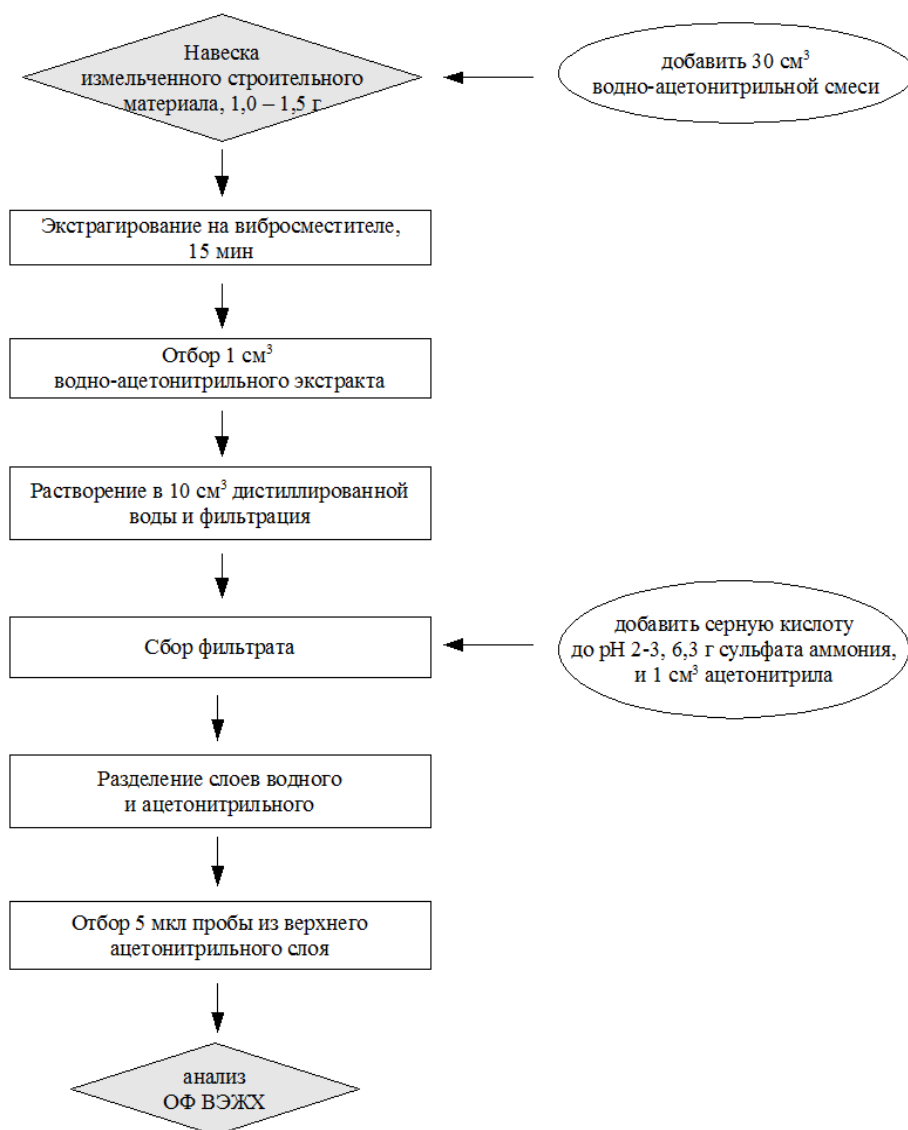 Навеска
измельченного строительного
материала, 1,0 – 1,5 г
добавить 30 см³
водно-ацетонитрильной смеси
Экстрагирование на вибросместителе,
15 мин
Отбор 1 см³
водно-ацетонитрильного экстракта
Растворение в 10 см³ дистиллированной
воды и фильтрация
Сбор фильтрата
добавить серную кислоту
до pH 2-3, 6,3 г сульфата аммония,
и 1 см³ ацетонитрила
Разделение слоев водного
и ацетонитрильного
Отбор 5 мкл пробы из верхнего
ацетонитрильного слоя
анализ
ОФ ВЭЖХ